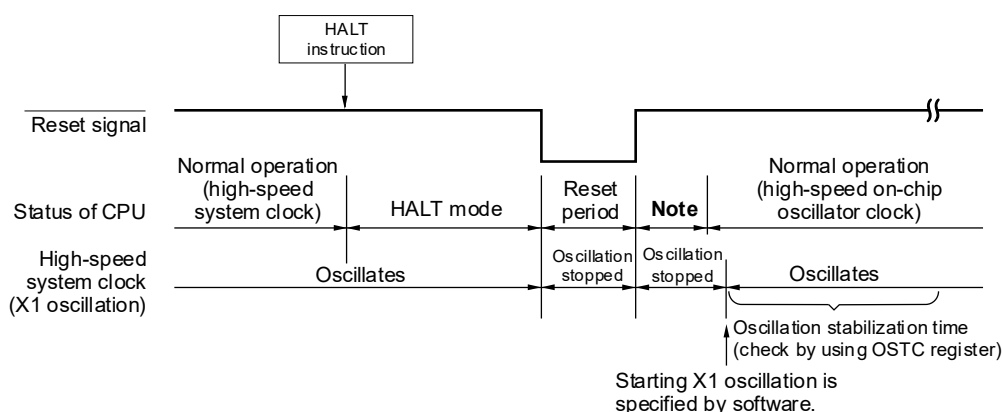 HALT
instruction
Reset signal
Normal operation
(high-speed
system clock)
Reset
period
Normal operation
(high-speed on-chip
oscillator clock)
Status of CPU
HALT mode
Note
High-speed
system clock
(X1 oscillation)
Oscillates
Oscillation
stopped
Oscillation
stopped
Oscillates
Oscillation stabilization time
(check by using OSTC register)
Starting X1 oscillation is
specified by software.